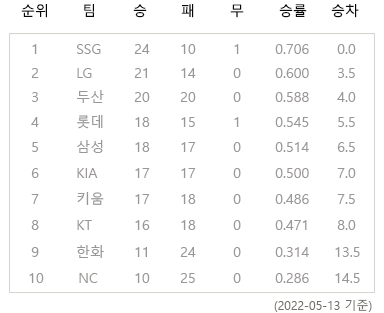 순위 팀 승 패 무 승률 승차
1 SSG 24 10 1 0.706 0.0
2 LG 21 14 0 0.600 3.5
3 두산 20 20 0 0.588 4.0
4 롯데 18 15 1 0.545 5.5
5 삼성 18 17 0 0.514 6.5
6 KIA 17 17 0 0.500 7.0
7 키움 17 18 0 0.486 7.5
8 KT 16 18 0 0.471 8.0
9 한화 11 24 0 0.314 13.5
10 NC 10 25 0 0.286 14.5
(2022-05-13 기준)